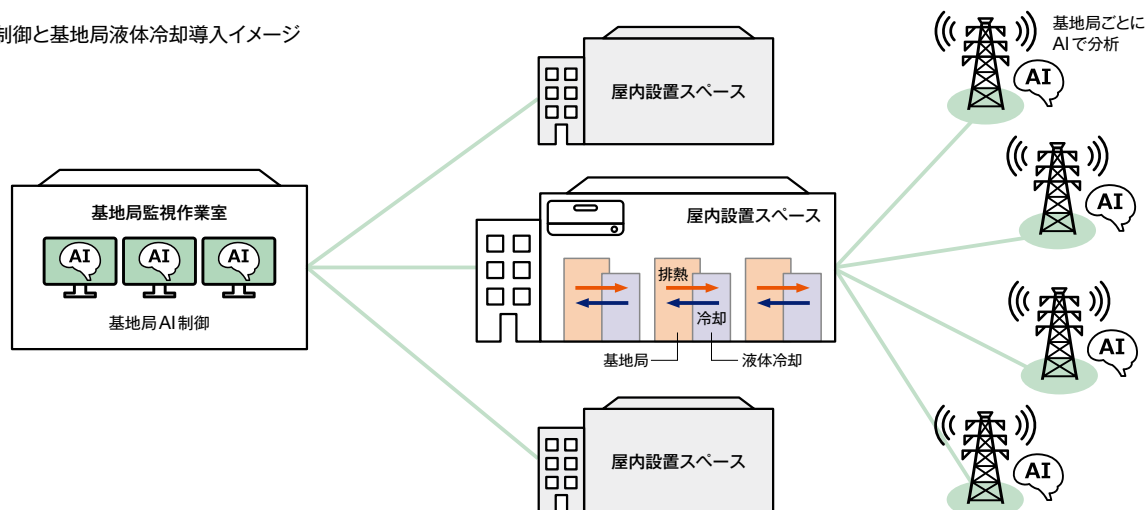 制御と基地局液体冷却導入イメージ
基地局監視作業室
AI
AI
AI
基地局AI制御
屋内設置スペース
屋内設置スペース
排熱
冷却
基地局
液体冷却
屋内設置スペース
基地局ごとに
AIで分析
AI
AI
AI
AI